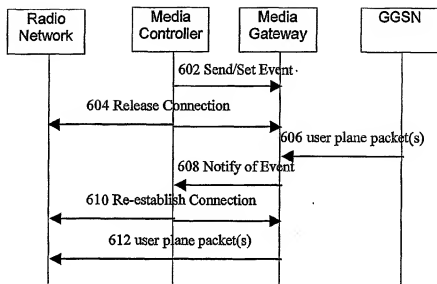 Radio
Network
Media
Controller
Media
Gateway
GGSN
602 Send/Set Event
604 Release Connection
606 user plane packet(s)
608 Notify of Event
610 Re-establish Connection
612 user plane packet(s)